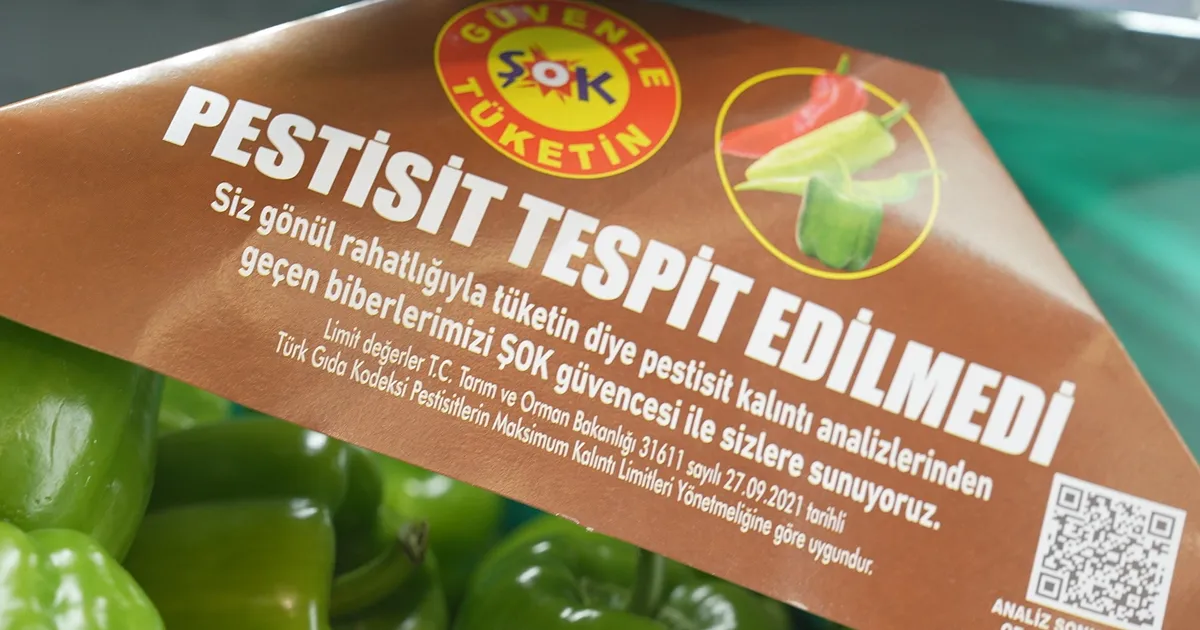 GÜVENLE
ŞOK
TÜKETİN
PESTİSİT TESPİT EDİLMEDİ
Siz gönül rahatlığıyla tüketin diye pestisit kalıntı analizlerinden
geçen biberlerimizi ŞOK güvencesi ile sizlere sunuyoruz.
Limit değerler T.C. Tarım ve Orman Bakanlığı 31611 sayılı 27.09.2021 tarihli
Türk Gıda Kodeksi Pestisitlerin Maksimum Kalıntı Limitleri Yönetmeliğine göre uygundur.
ANALİZ